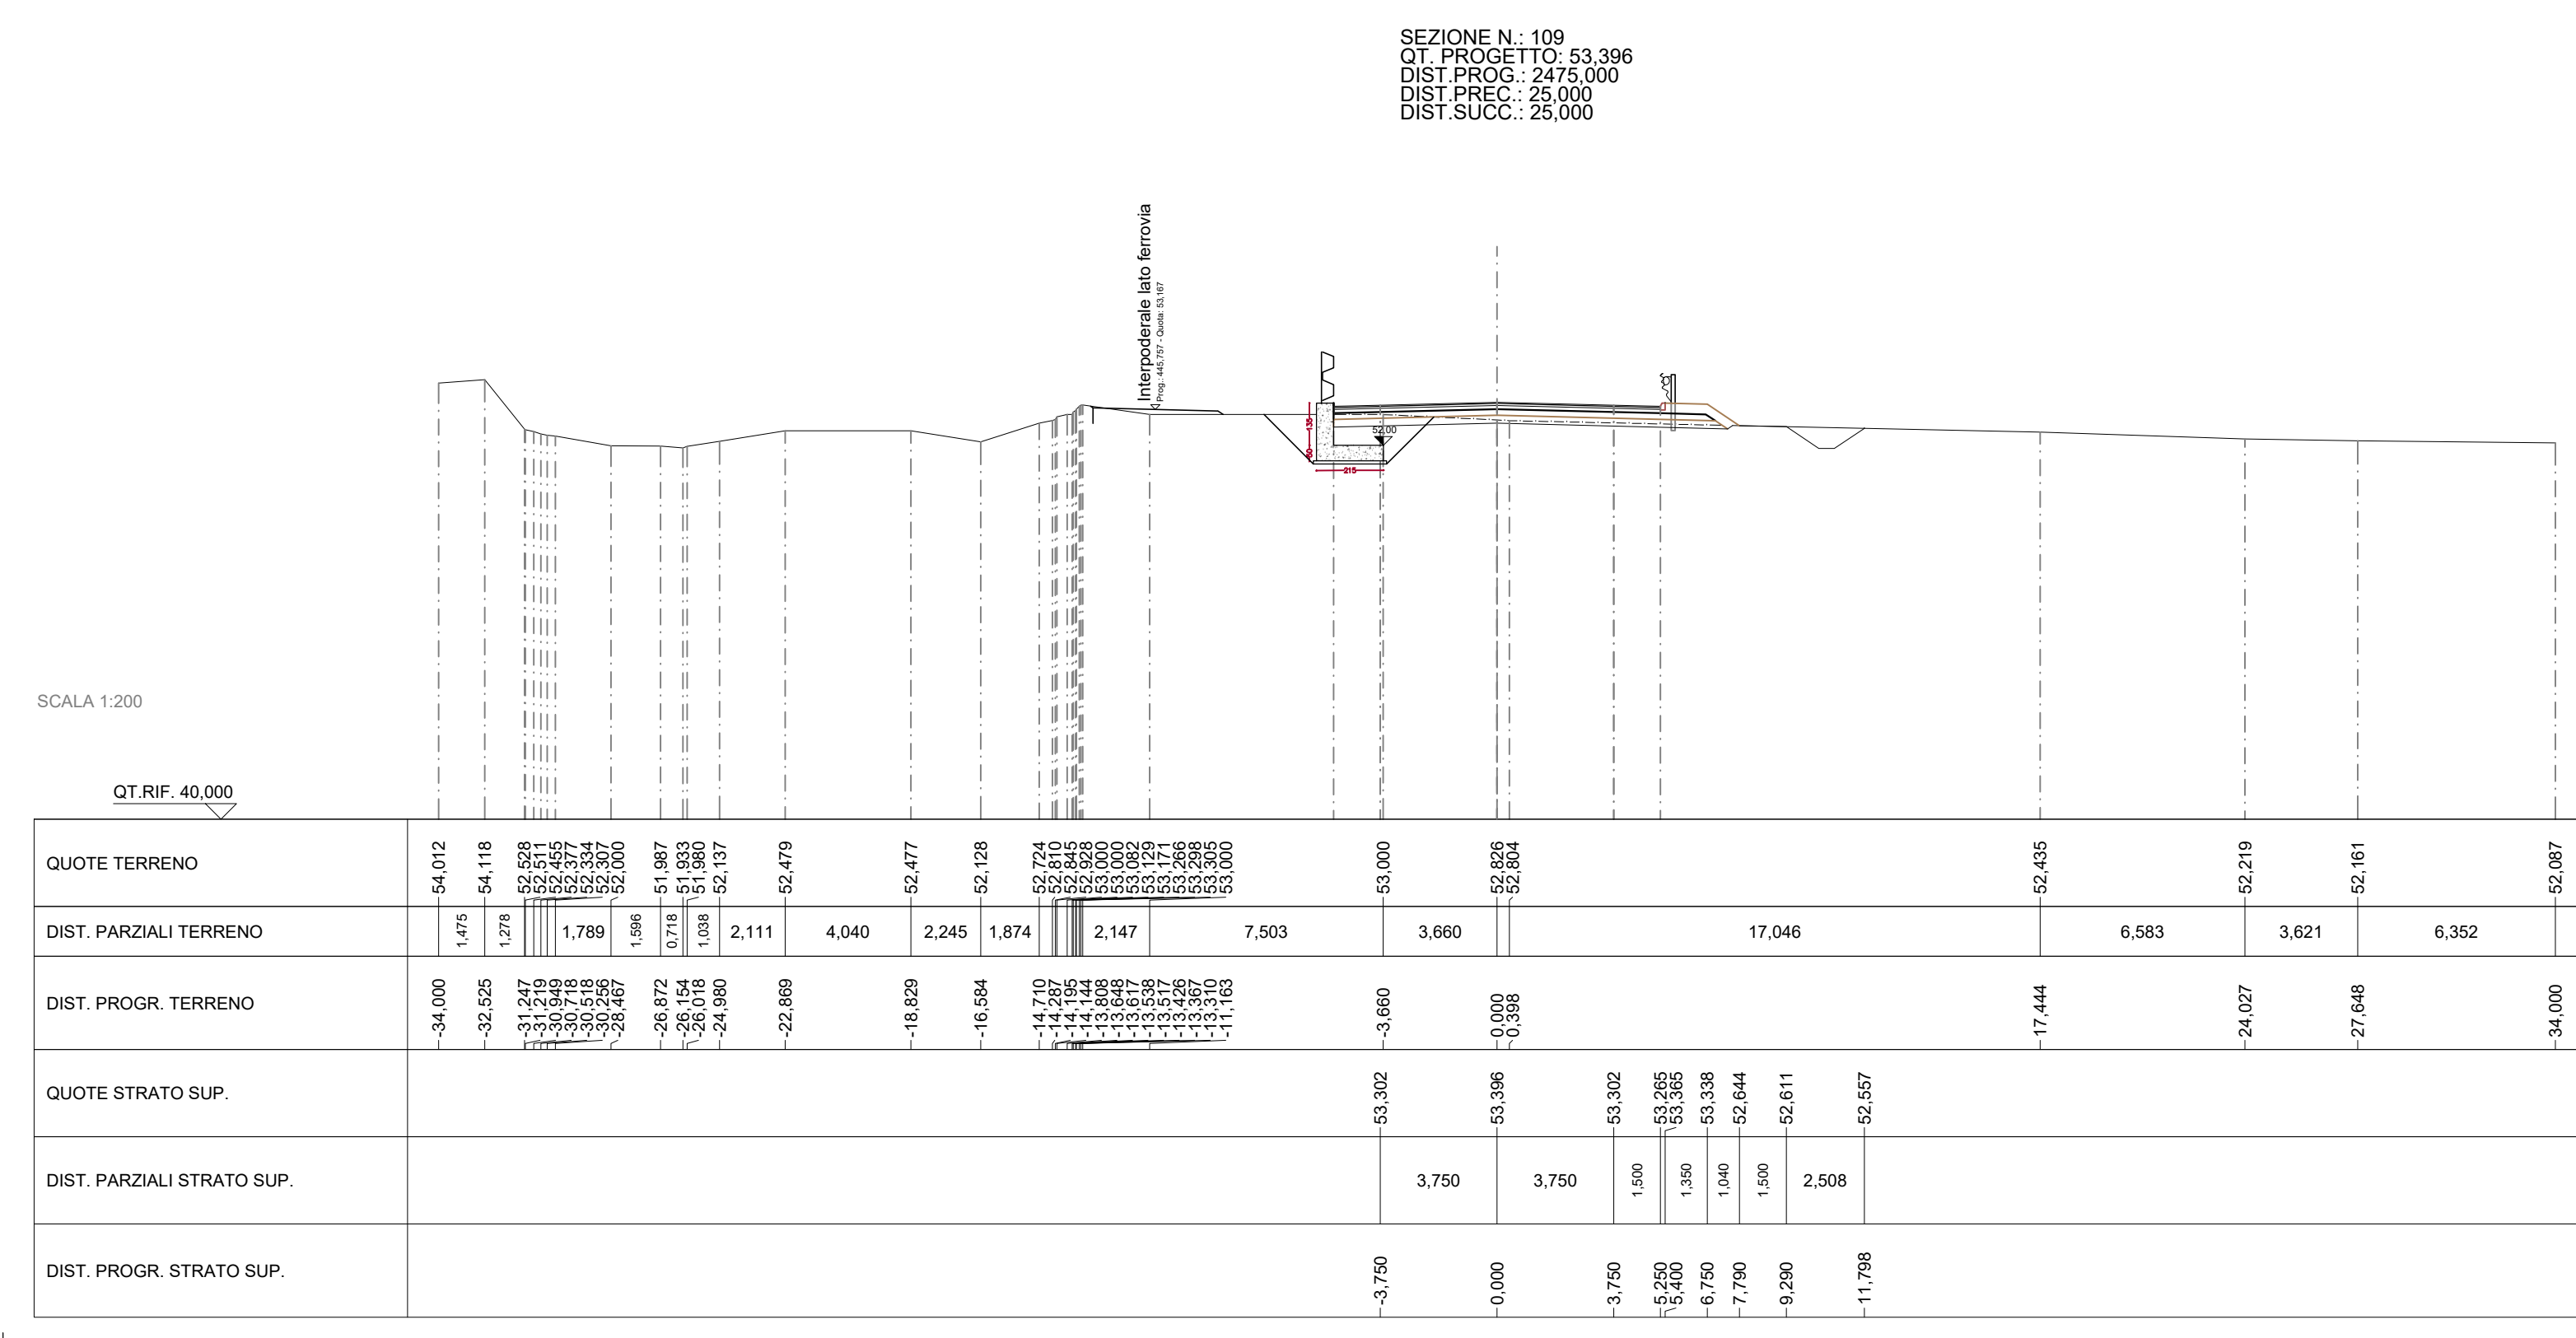 SEZIONE N.: 109
QT. PROGETTO: 53,396
DIST.PROG.: 2475,000
DIST.PREC.: 25,000
DIST.SUCC.: 25,000
Interpoderale lato ferrovia
Prog.: 445,757 - Quota: 53,167
135
60
215
52,00
SCALA 1:200
QT.RIF. 40,000
QUOTE TERRENO
54,012 54,118 52,528 52,511 52,455 52,377 52,334 52,307 52,000 51,987 51,933 51,980 52,137 52,479 52,477 52,128 52,724 52,810 52,845 52,928 53,000 53,000 53,082 53,129 53,171 53,266 53,298 53,305 53,000 53,000 52,826 52,804 52,435 52,219 52,161 52,087
DIST. PARZIALI TERRENO
1,475 1,278 1,789 1,596 0,718 1,038 2,111 4,040 2,245 1,874 2,147 7,503 3,660 17,046 6,583 3,621 6,352
DIST. PROGR. TERRENO
-34,000 -32,525 -31,247 -31,219 -30,949 -30,718 -30,518 -30,256 -28,467 -26,872 -26,154 -26,018 -24,980 -22,869 -18,829 -16,584 -14,710 -14,287 -14,195 -14,144 -13,808 -13,648 -13,617 -13,538 -13,517 -13,426 -13,367 -13,310 -11,163 -3,660 0,000 0,398 17,444 24,027 27,648 34,000
QUOTE STRATO SUP.
53,302 53,396 53,302 53,265 53,365 53,338 52,644 52,611 52,557
DIST. PARZIALI STRATO SUP.
3,750 3,750 1,500 1,350 1,040 1,500 2,508
DIST. PROGR. STRATO SUP.
-3,750 0,000 3,750 5,250 5,400 6,750 7,790 9,290 11,798